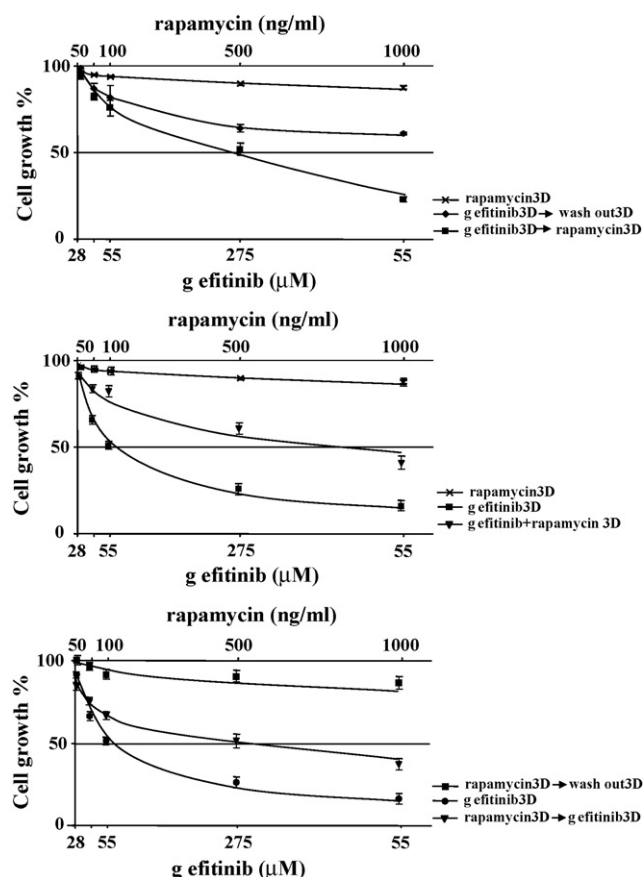 rapamycin (ng/ml)
50 100 500 1000
Cell growth %
100
50
0
28 55 275 55
g efitinib (μM)
rapamycin3D
g efitinib3D→ wash out3D
g efitinib3D→ rapamycin3D
rapamycin (ng/ml)
50 100 500 1000
Cell growth %
100
50
0
28 55 275 55
g efitinib (μM)
rapamycin3D
g efitinib3D
g efitinib+rapamycin 3D
rapamycin (ng/ml)
50 100 500 1000
Cell growth %
100
50
0
28 55 275 55
g efitinib (μM)
rapamycin3D→ wash out3D
g efitinib3D
rapamycin3D→ g efitinib3D